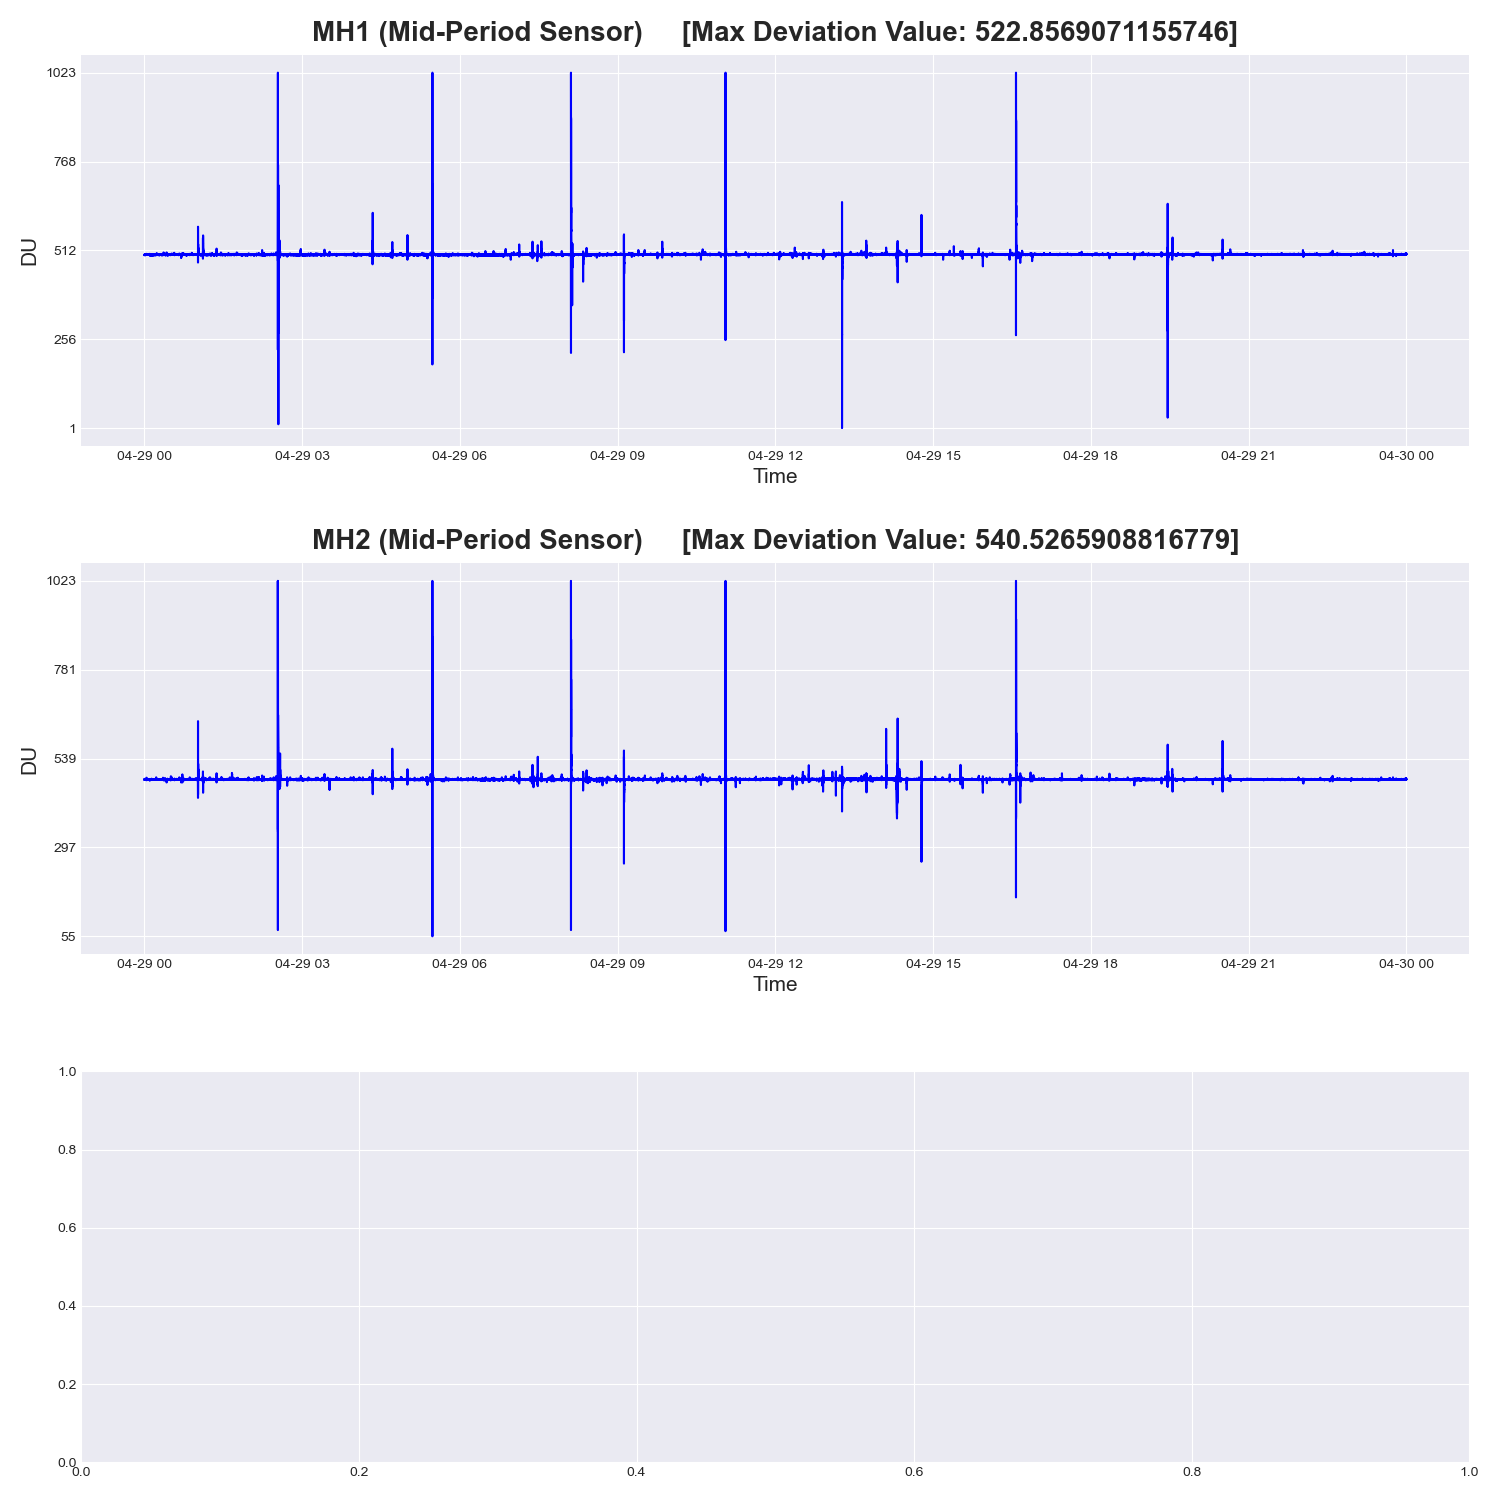 MH1 (Mid-Period Sensor) [Max Deviation Value: 522.8569071155746]
1023
768
512
256
1
DU
04-29 00 04-29 03 04-29 06 04-29 09 04-29 12 04-29 15 04-29 18 04-29 21 04-30 00
Time
MH2 (Mid-Period Sensor) [Max Deviation Value: 540.5265908816779]
1023
781
539
297
55
DU
04-29 00 04-29 03 04-29 06 04-29 09 04-29 12 04-29 15 04-29 18 04-29 21 04-30 00
Time
1.0
0.8
0.6
0.4
0.2
0.0
0.0 0.2 0.4 0.6 0.8 1.0